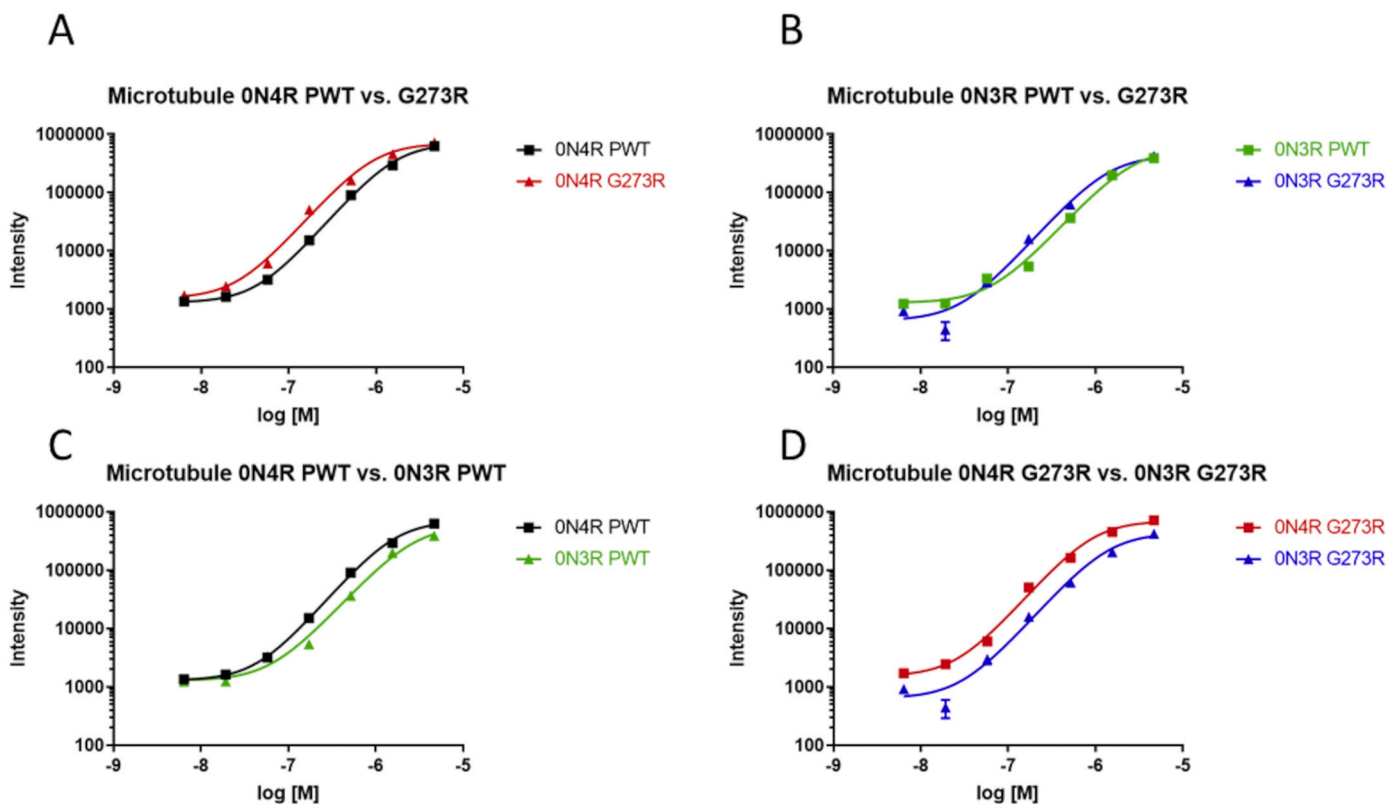 A
Microtubule 0N4R PWT vs. G273R
1000000
100000
10000
1000
100
Intensity
-9 -8 -7 -6 -5
log [M]
0N4R PWT
0N4R G273R
B
Microtubule 0N3R PWT vs. G273R
1000000
100000
10000
1000
100
Intensity
-9 -8 -7 -6 -5
log [M]
0N3R PWT
0N3R G273R
C
Microtubule 0N4R PWT vs. 0N3R PWT
1000000
100000
10000
1000
100
Intensity
-9 -8 -7 -6 -5
log [M]
0N4R PWT
0N3R PWT
D
Microtubule 0N4R G273R vs. 0N3R G273R
1000000
100000
10000
1000
100
Intensity
-9 -8 -7 -6 -5
log [M]
0N4R G273R
0N3R G273R